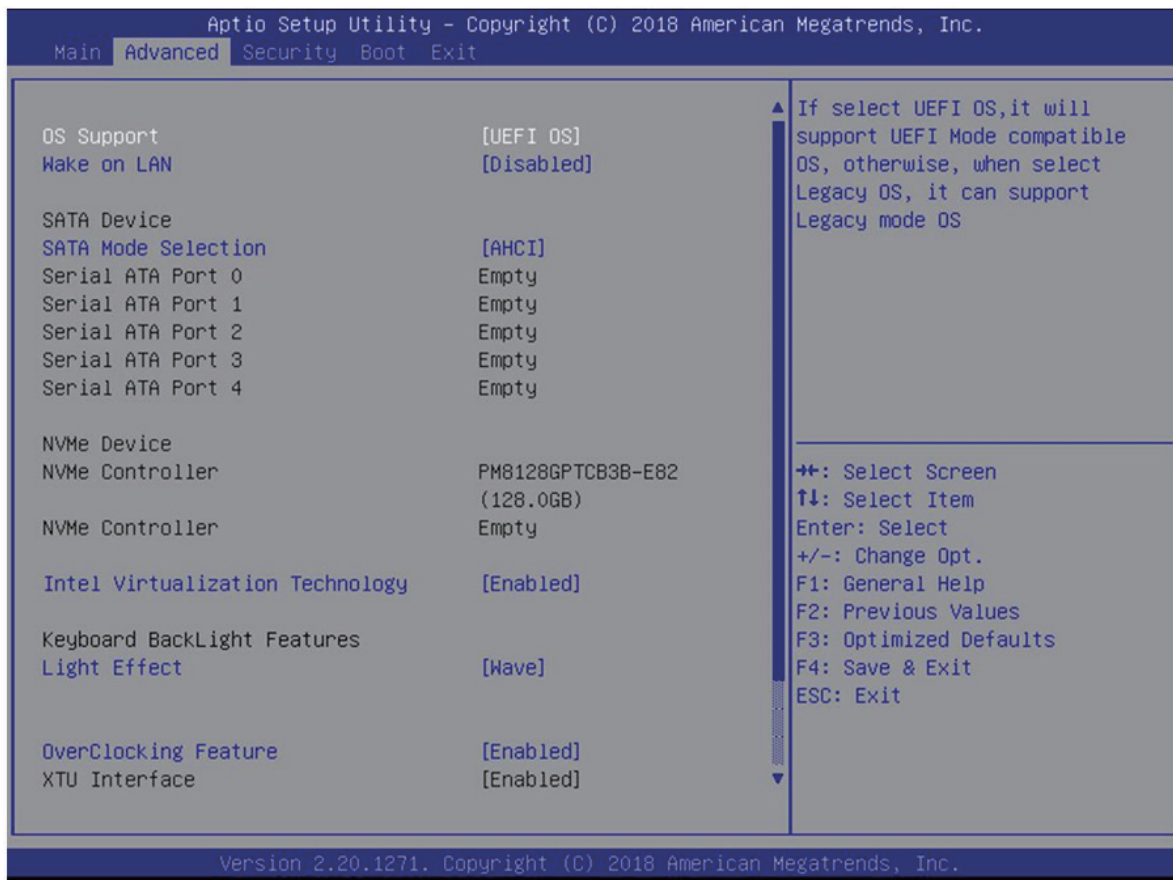 Aptio Setup Utility – Copyright (C) 2018 American Megatrends, Inc.
Main Advanced Security Boot Exit
OS Support [UEFI OS]
Wake on LAN [Disabled]
SATA Device
SATA Mode Selection [AHCI]
Serial ATA Port 0 Empty
Serial ATA Port 1 Empty
Serial ATA Port 2 Empty
Serial ATA Port 3 Empty
Serial ATA Port 4 Empty
NVMe Device
NVMe Controller PM8128GPTCB3B-E82
(128.0GB)
NVMe Controller Empty
Intel Virtualization Technology [Enabled]
Keyboard BackLight Features
Light Effect [Wave]
OverClocking Feature [Enabled]
XTU Interface [Enabled]
If select UEFI OS,it will
support UEFI Mode compatible
OS, otherwise, when select
Legacy OS, it can support
Legacy mode OS
→←: Select Screen
↑↓: Select Item
Enter: Select
+/-: Change Opt.
F1: General Help
F2: Previous Values
F3: Optimized Defaults
F4: Save & Exit
ESC: Exit
Version 2.20.1271. Copyright (C) 2018 American Megatrends, Inc.